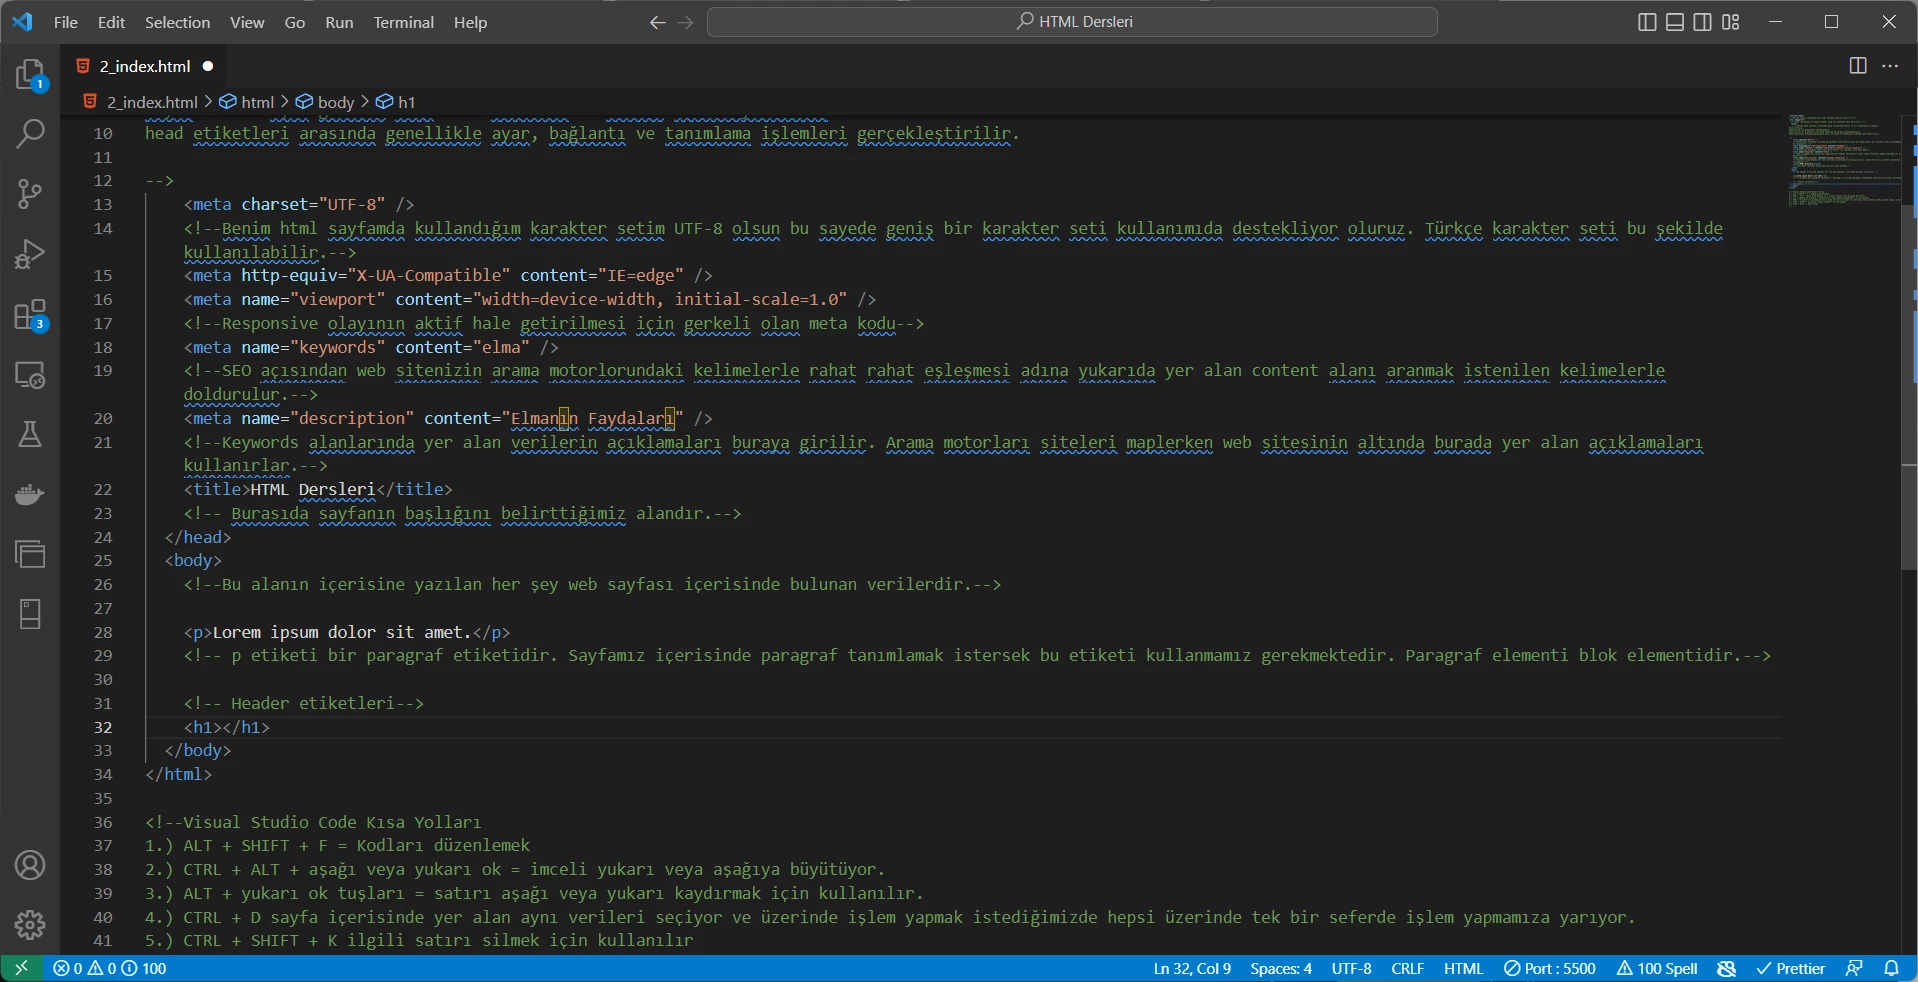 File Edit Selection View Go Run Terminal Help
HTML Dersleri
1
2_index.html
2_index.html > html > body > h1
10 head etiketleri arasında genellikle ayar, bağlantı ve tanımlama işlemleri gerçekleştirilir.
11
12 -->
13 <meta charset="UTF-8" />
14 <!--Benim html sayfamda kullandığım karakter setim UTF-8 olsun bu sayede geniş bir karakter seti kullanımıda destekliyor oluruz. Türkçe karakter seti bu şekilde
kullanılabilir.-->
15 <meta http-equiv="X-UA-Compatible" content="IE=edge" />
16 <meta name="viewport" content="width=device-width, initial-scale=1.0" />
3
17 <!--Responsive olayının aktif hale getirilmesi için gerkeli olan meta kodu-->
18 <meta name="keywords" content="elma" />
19 <!--SEO açısından web sitenizin arama motorlorundaki kelimelerle rahat rahat eşleşmesi adına yukarıda yer alan content alanı aranmak istenilen kelimelerle
doldurulur.-->
20 <meta name="description" content="Elmanın Faydaları" />
21 <!--Keywords alanlarında yer alan verilerin açıklamaları buraya girilir. Arama motorları siteleri maplerken web sitesinin altında burada yer alan açıklamaları
kullanırlar.-->
22 <title>HTML Dersleri</title>
23 <!-- Burasıda sayfanın başlığını belirttiğimiz alandır.-->
24 </head>
25 <body>
26 <!--Bu alanın içerisine yazılan her şey web sayfası içerisinde bulunan verilerdir.-->
27
28 <p>Lorem ipsum dolor sit amet.</p>
29 <!-- p etiketi bir paragraf etiketidir. Sayfamız içerisinde paragraf tanımlamak istersek bu etiketi kullanmamız gerekmektedir. Paragraf elementi blok elementidir.-->
30
31 <!-- Header etiketleri-->
32 <h1></h1>
33 </body>
34 </html>
35
36 <!--Visual Studio Code Kısa Yolları
37 1.) ALT + SHIFT + F = Kodları düzenlemek
38 2.) CTRL + ALT + aşağı veya yukarı ok = imceli yukarı veya aşağıya büyütüyor.
39 3.) ALT + yukarı ok tuşları = satırı aşağı veya yukarı kaydırmak için kullanılır.
40 4.) CTRL + D sayfa içerisinde yer alan aynı verileri seçiyor ve üzerinde işlem yapmak istediğimizde hepsi üzerinde tek bir seferde işlem yapmamıza yarıyor.
41 5.) CTRL + SHIFT + K ilgili satırı silmek için kullanılır
0 0 100 Ln 32, Col 9 Spaces: 4 UTF-8 CRLF HTML Port : 5500 100 Spell Prettier